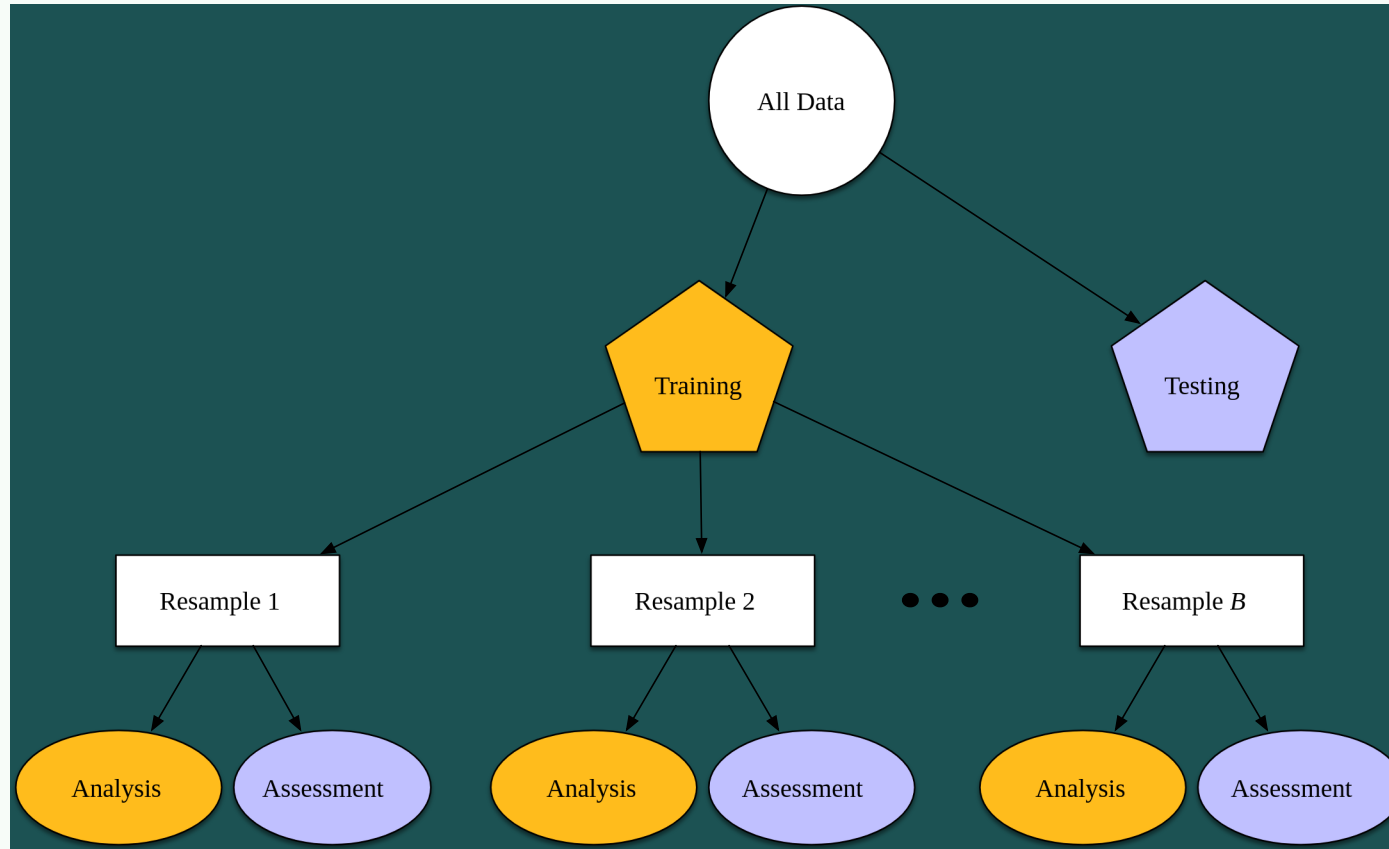 All Data
Training
Testing
Resample 1
Resample 2
Resample B
Analysis
Assessment
Analysis
Assessment
Analysis
Assessment